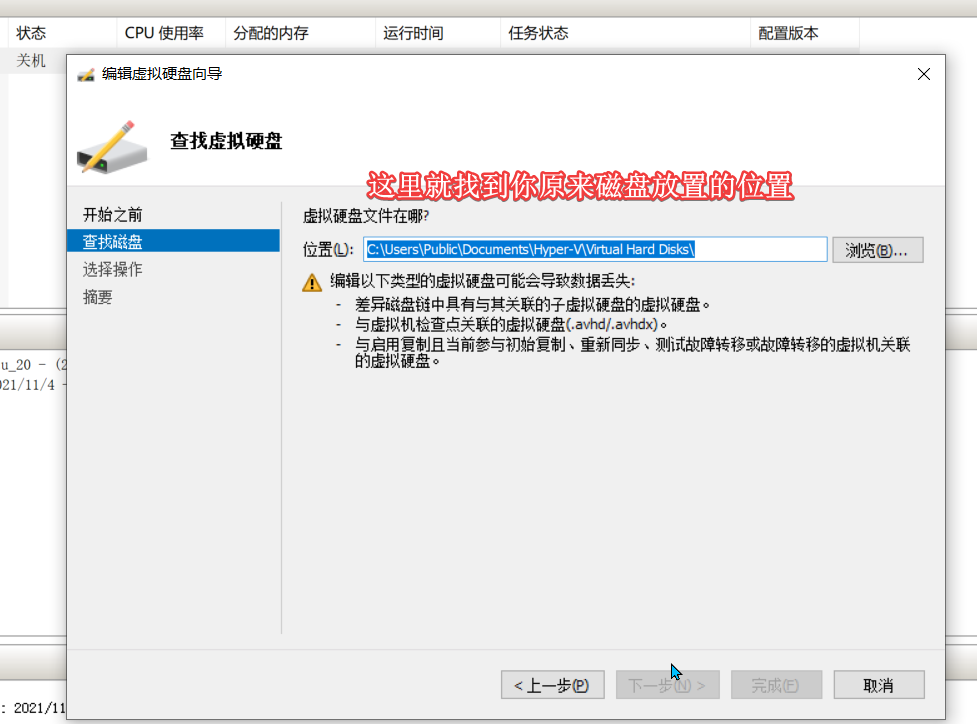 状态 CPU 使用率 分配的内存 运行时间 任务状态 配置版本
关机
编辑虚拟硬盘向导
查找虚拟硬盘
这里就找到你原来磁盘放置的位置
开始之前
查找磁盘
选择操作
摘要
虚拟硬盘文件在哪?
位置(L): C:\Users\Public\Documents\Hyper-V\Virtual Hard Disks\ 浏览(B)...
编辑以下类型的虚拟硬盘可能会导致数据丢失:
- 差异磁盘链中具有与其关联的子虚拟硬盘的虚拟硬盘。
- 与虚拟机检查点关联的虚拟硬盘(.avhd/.avhdx)。
- 与启用复制且当前参与初始复制、重新同步、测试故障转移或故障转移的虚拟机关联
的虚拟硬盘。
u_20 - (2
021/11/4 -
: 2021/11
< 上一步(P) 下一步(N) > 完成(F) 取消